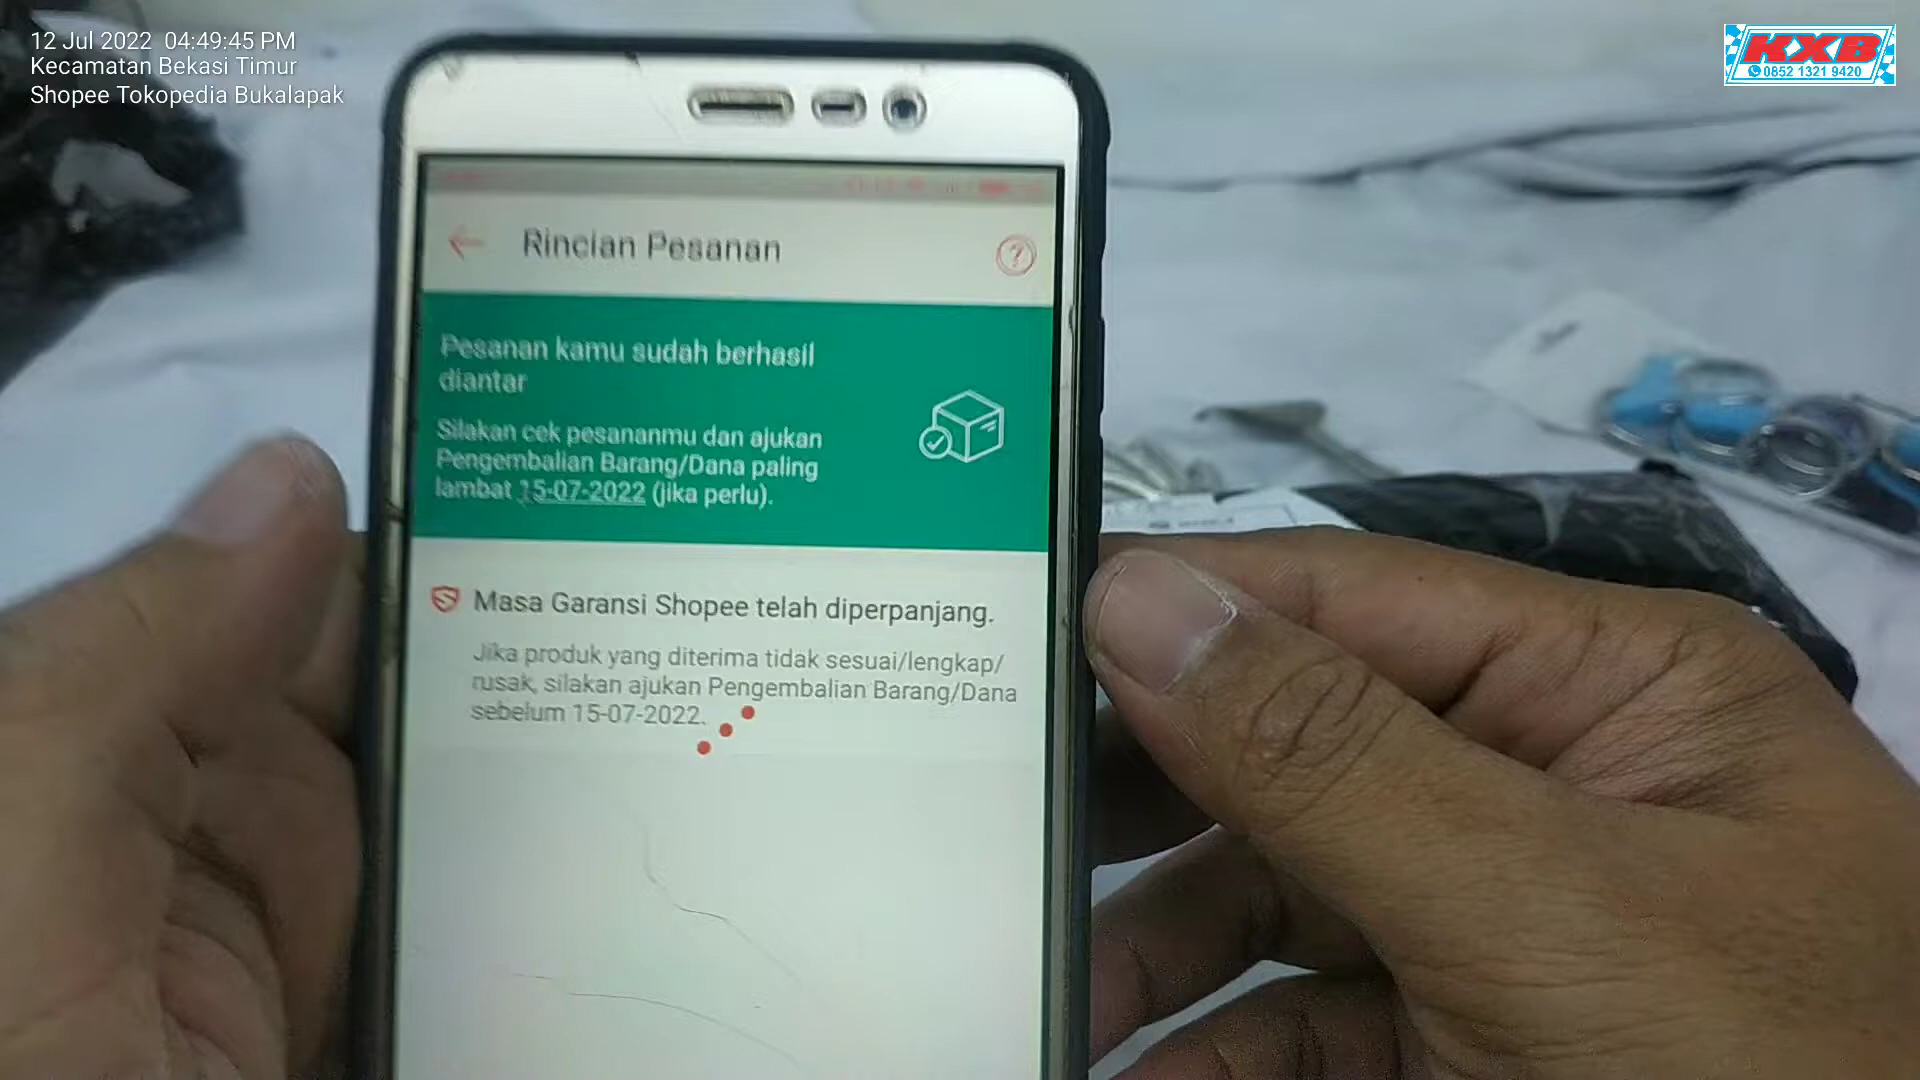 12 Jul 2022 04:49:45 PM
Kecamatan Bekasi Timur
Shopee Tokopedia Bukalapak
KXB
0852 1321 9420
Rincian Pesanan
?
Pesanan kamu sudah berhasil
diantar
Silakan cek pesananmu dan ajukan
Pengembalian Barang/Dana paling
lambat 15-07-2022 (jika perlu).
Masa Garansi Shopee telah diperpanjang.
Jika produk yang diterima tidak sesuai/lengkap/
rusak, silakan ajukan Pengembalian Barang/Dana
sebelum 15-07-2022.